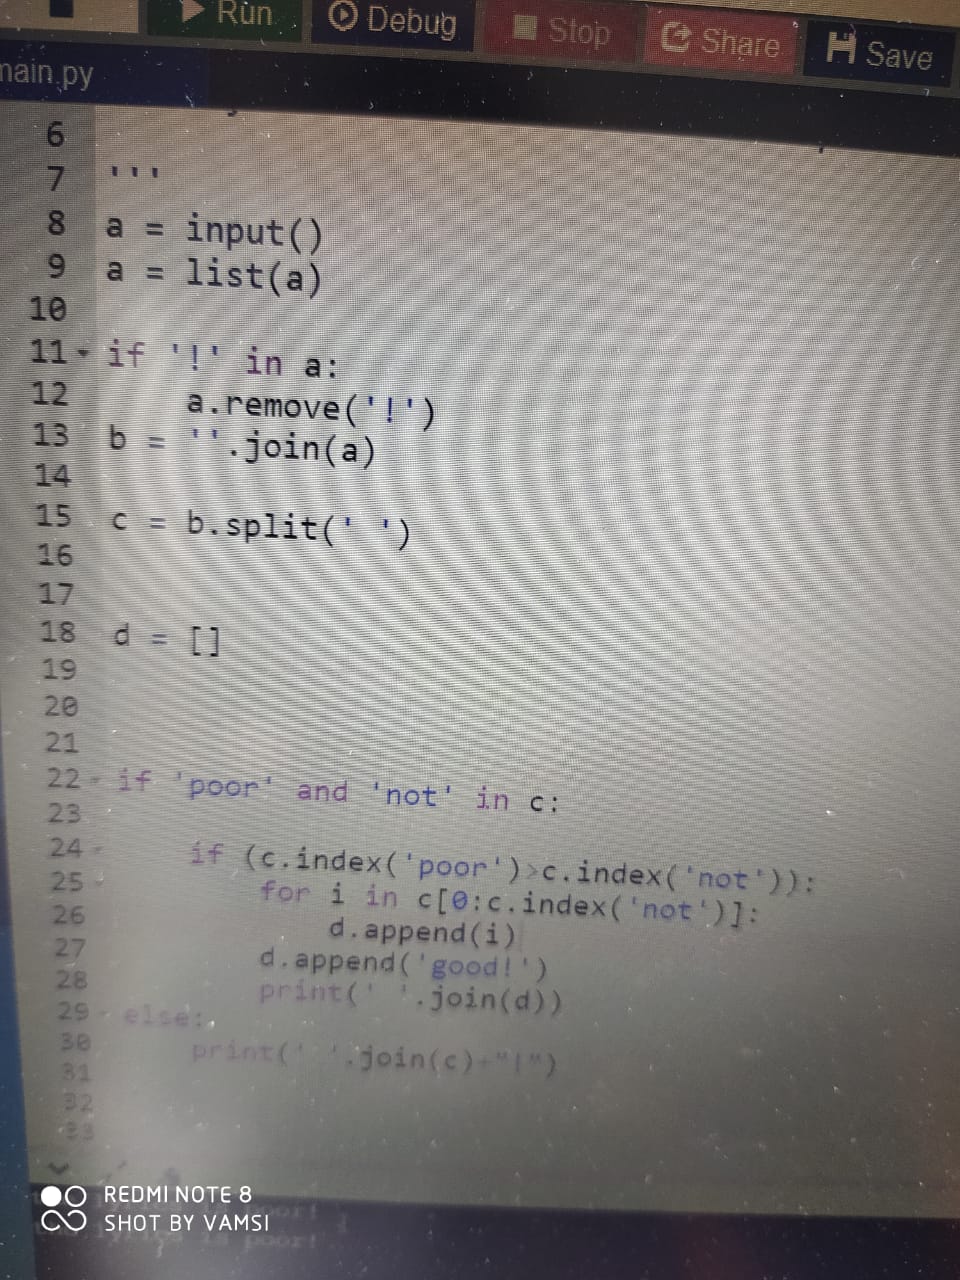 Run
Debug
Stop
Share
Save
main.py
6
7 '''
8 a = input()
9 a = list(a)
10
11 if '!' in a:
12 a.remove('!')
13 b = ''.join(a)
14
15 c = b.split(' ')
16
17
18 d = []
19
20
21
22 if 'poor' and 'not' in c:
23
24 if (c.index('poor')>c.index('not')):
25 for i in c[0:c.index('not')]:
26 d.append(i)
27 d.append('good!')
28 print(' '.join(d))
29 else:
30 print(' '.join(c)+"!")
31
32
33
REDMI NOTE 8
SHOT BY VAMSI
poor!